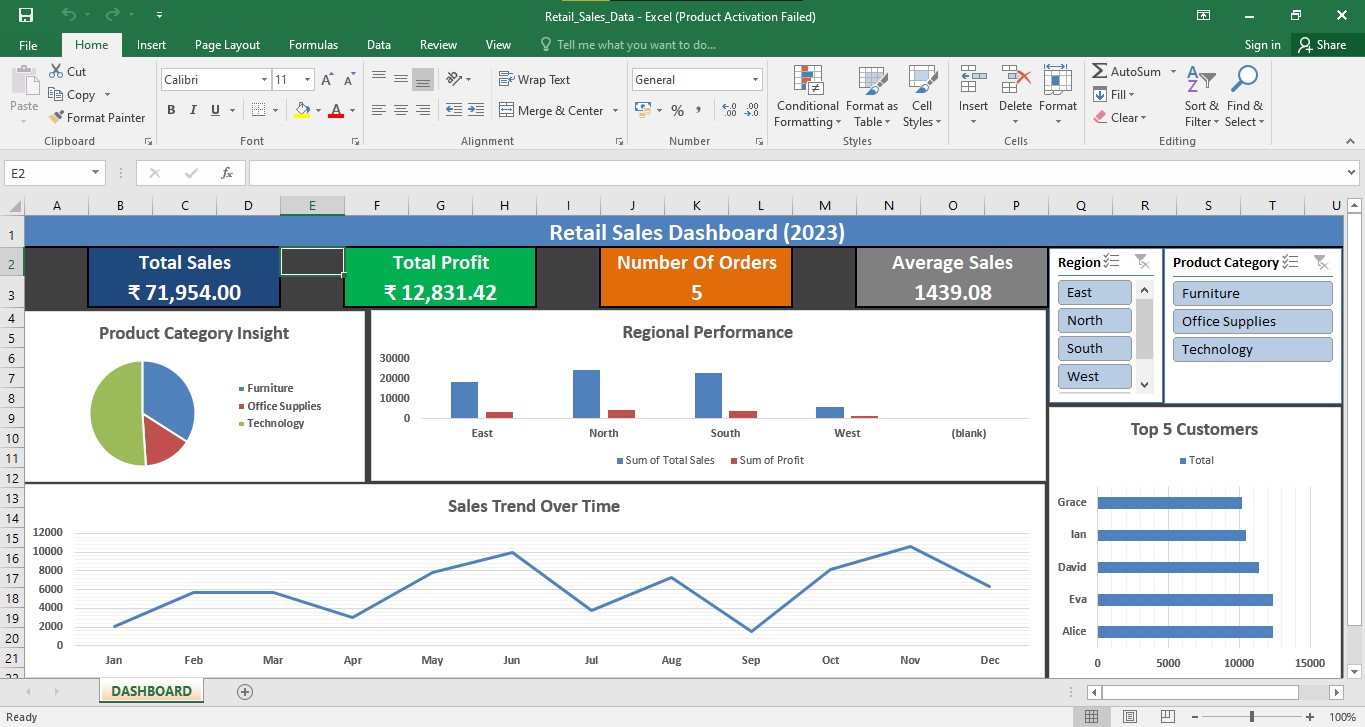 Retail_Sales_Data - Excel (Product Activation Failed)
File Home Insert Page Layout Formulas Data Review View Tell me what you want to do... Sign in Share
Paste
Cut
Copy
Format Painter
Clipboard
Calibri 11 A A
B I U A
Font
Wrap Text
Merge & Center
Alignment
General
% , .0 .00 .00 .0
Number
Conditional Formatting
Format as Table
Cell Styles
Styles
Insert Delete Format
Cells
AutoSum
Fill
Clear
Sort & Filter
Find & Select
Editing
E2 fx
A B C D E F G H I J K L M N O P Q R S T U
1 2 3 4 5 6 7 8 9 10 11 12 13 14 15 16 17 18 19 20 21 22
Retail Sales Dashboard (2023)
Total Sales
₹ 71,954.00
Total Profit
₹ 12,831.42
Number Of Orders
5
Average Sales
1439.08
Region
East
North
South
West
Product Category
Furniture
Office Supplies
Technology
Product Category Insight
Furniture
Office Supplies
Technology
Regional Performance
30000
20000
10000
0
East North South West (blank)
Sum of Total Sales Sum of Profit
Top 5 Customers
Total
Grace
Ian
David
Eva
Alice
0 5000 10000 15000
Sales Trend Over Time
12000
10000
8000
6000
4000
2000
0
Jan Feb Mar Apr May Jun Jul Aug Sep Oct Nov Dec
DASHBOARD
Ready 100%